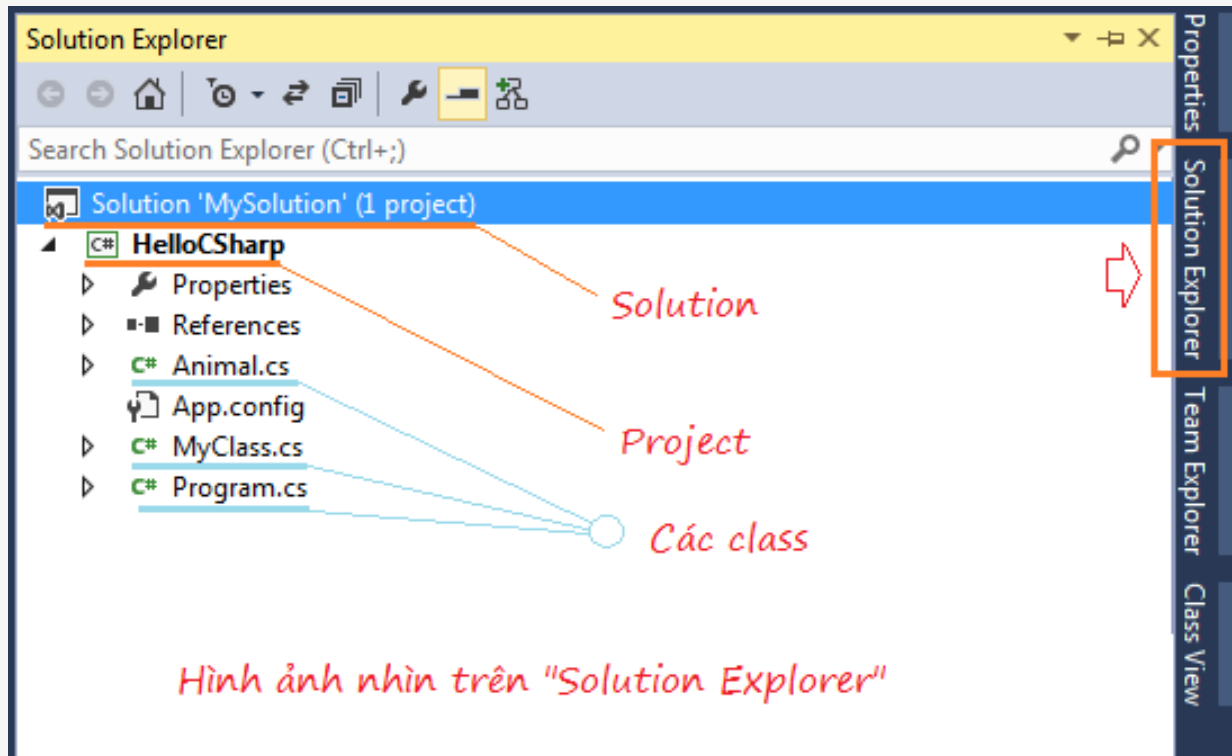 Solution Explorer
Search Solution Explorer (Ctrl+;)
Solution 'MySolution' (1 project)
C# HelloCSharp
Properties
References
C# Animal.cs
App.config
C# MyClass.cs
C# Program.cs
Solution
Project
Các class
Hình ảnh nhìn trên "Solution Explorer"
Properties
Solution Explorer
Team Explorer
Class View